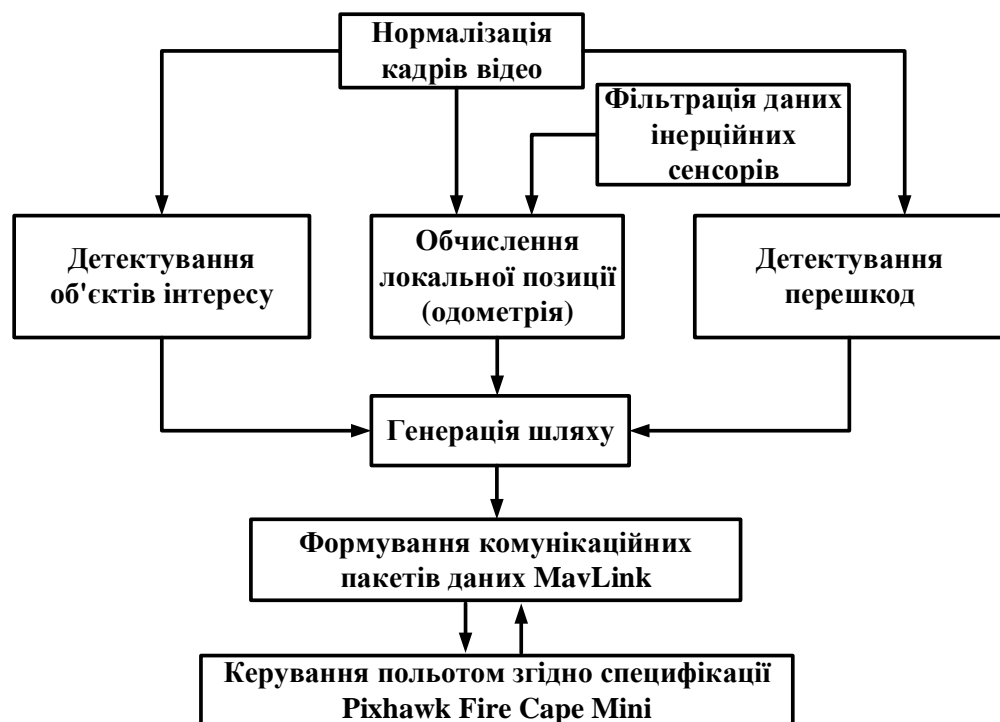 Нормалізація
кадрів відео
Фільтрація даних
інерційних
сенсорів
Детектування
об'єктів інтересу
Обчислення
локальної позиції
(одометрія)
Детектування
перешкод
Генерація шляху
Формування комунікаційних
пакетів даних MavLink
Керування польотом згідно специфікації
Pixhawk Fire Cape Mini